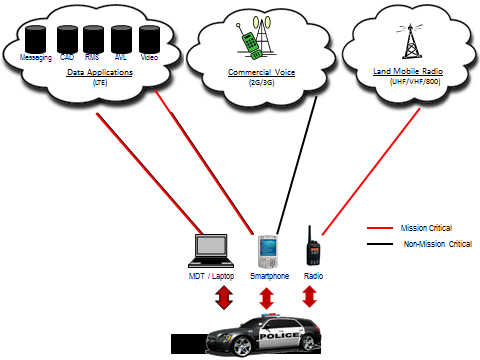 Messaging CAD RMS AVL Video
Data Applications
(LTE)
Commercial Voice
(2G/3G)
Land Mobile Radio
(UHF/VHF/800)
MDT / Laptop
Smartphone
Radio
Mission Critical
Non-Mission Critical
POLICE